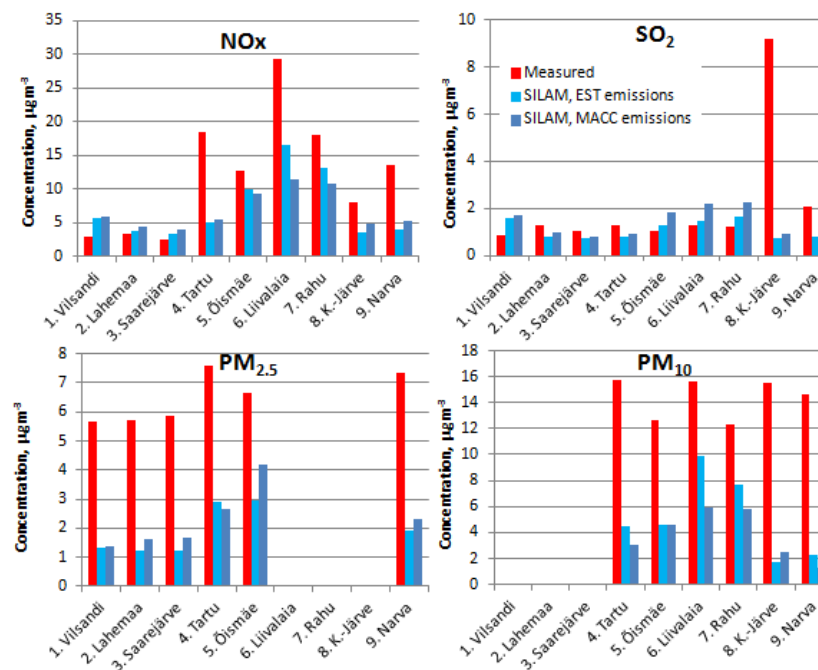 NOx
Concentration, µgm-3
35
30
25
20
15
10
5
0
1. Vilsandi
2. Lahemaa
3. Saarejärve
4. Tartu
5. Õismäe
6. Liivalaia
7. Rahu
8. K.-Järve
9. Narva
SO2
Concentration, µgm-3
10
8
6
4
2
0
Measured
SILAM, EST emissions
SILAM, MACC emissions
1. Vilsandi
2. Lahemaa
3. Saarejärve
4. Tartu
5. Õismäe
6. Liivalaia
7. Rahu
8. K.-Järve
9. Narva
PM2.5
Concentration, µgm-3
8
7
6
5
4
3
2
1
0
1. Vilsandi
2. Lahemaa
3. Saarejärve
4. Tartu
5. Õismäe
6. Liivalaia
7. Rahu
8. K.-Järve
9. Narva
PM10
Concentration, µgm-3
18
16
14
12
10
8
6
4
2
0
1. Vilsandi
2. Lahemaa
3. Saarejärve
4. Tartu
5. Õismäe
6. Liivalaia
7. Rahu
8. K.-Järve
9. Narva